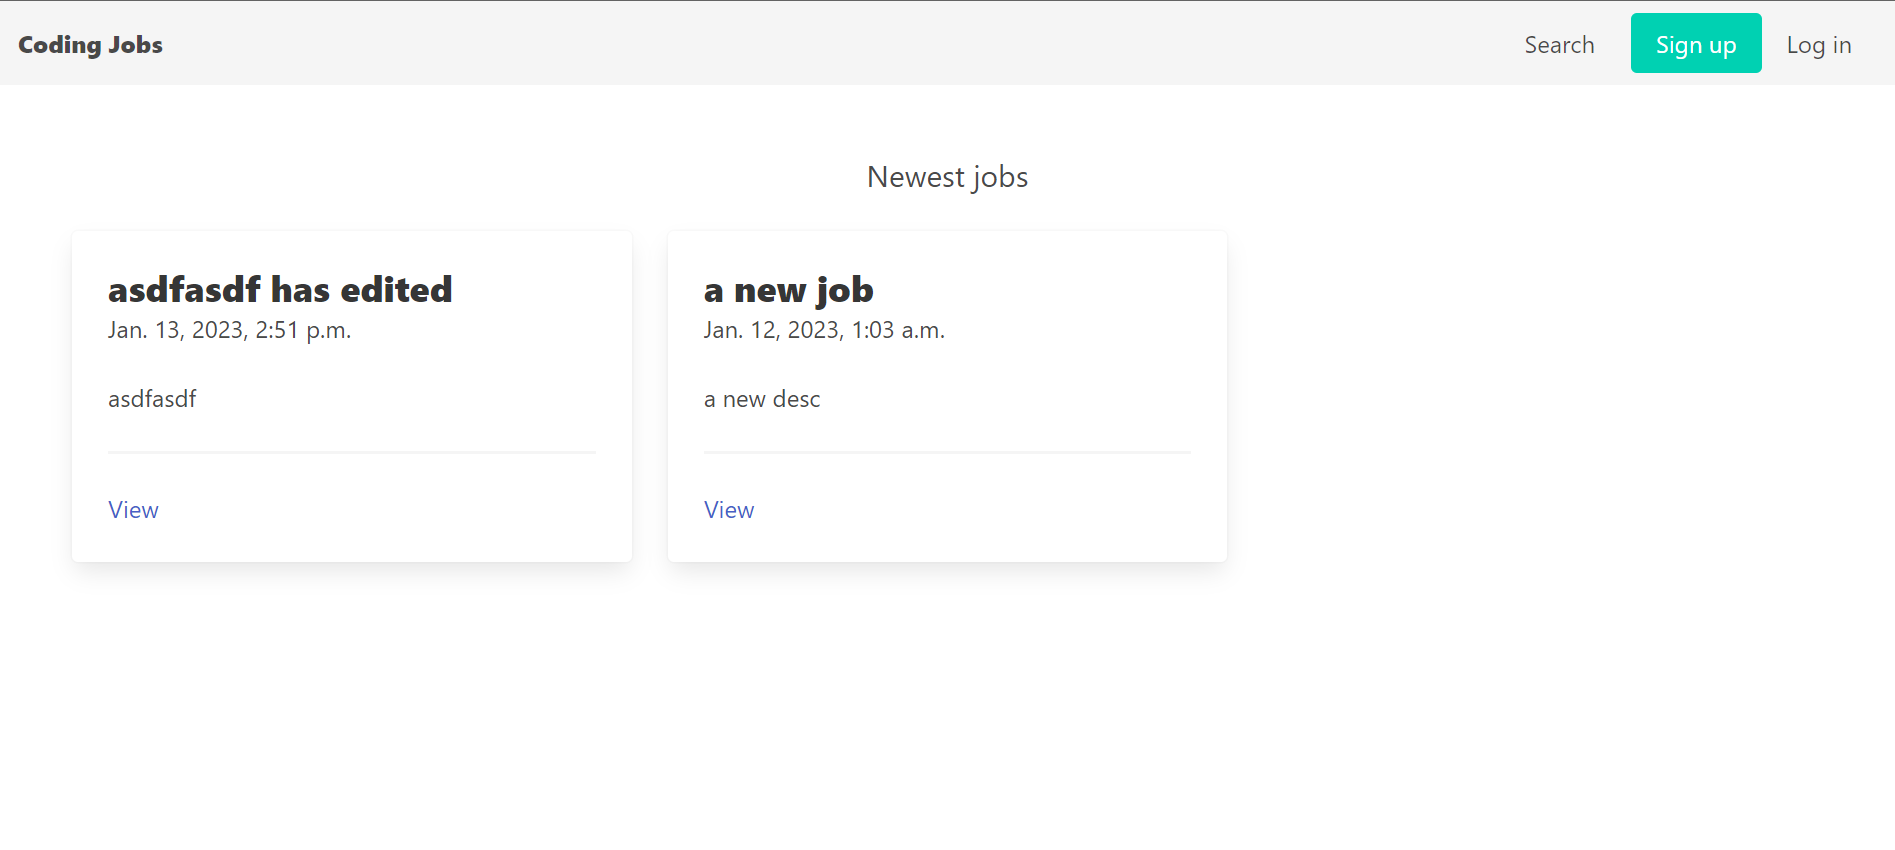 Coding Jobs
Search
Sign up
Log in
Newest jobs
asdfasdf has edited
Jan. 13, 2023, 2:51 p.m.
asdfasdf
View
a new job
Jan. 12, 2023, 1:03 a.m.
a new desc
View